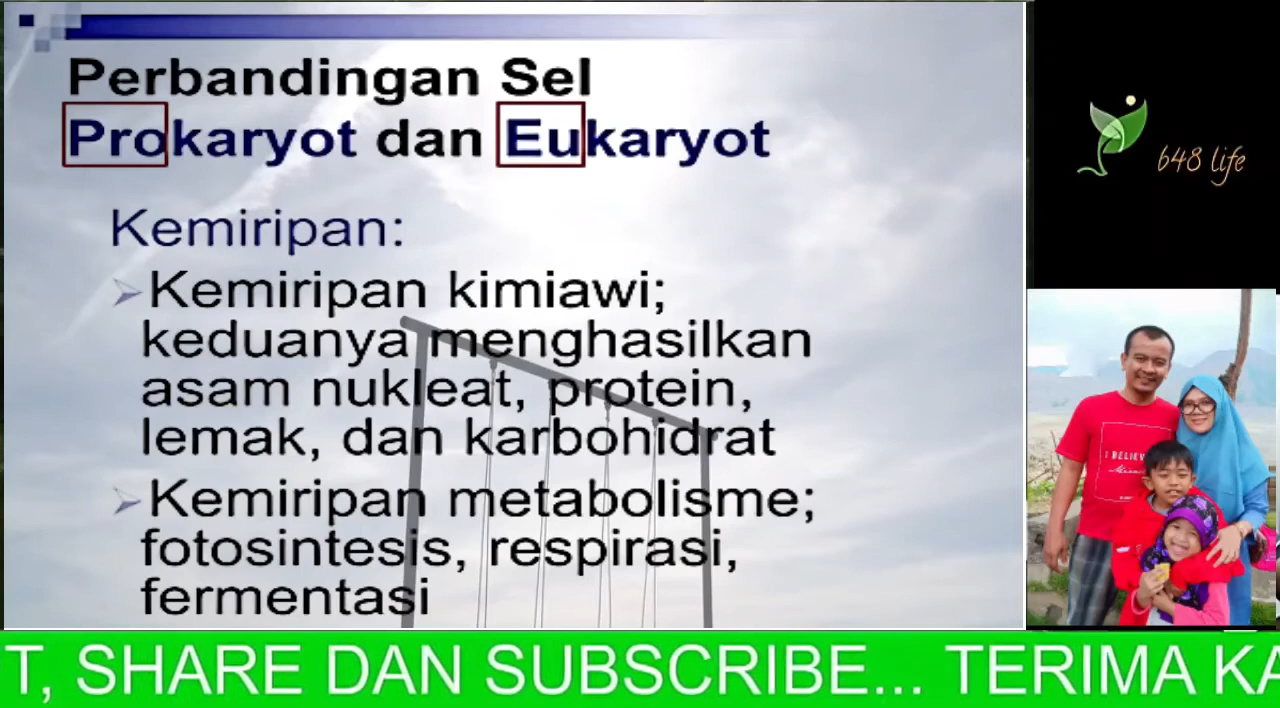 Perbandingan Sel
Prokaryot dan Eukaryot
Kemiripan:
Kemiripan kimiawi;
keduanya menghasilkan
asam nukleat, protein,
lemak, dan karbohidrat
Kemiripan metabolisme;
fotosintesis, respirasi,
fermentasi
648 life
I BELIEV
T, SHARE DAN SUBSCRIBE... TERIMA KA